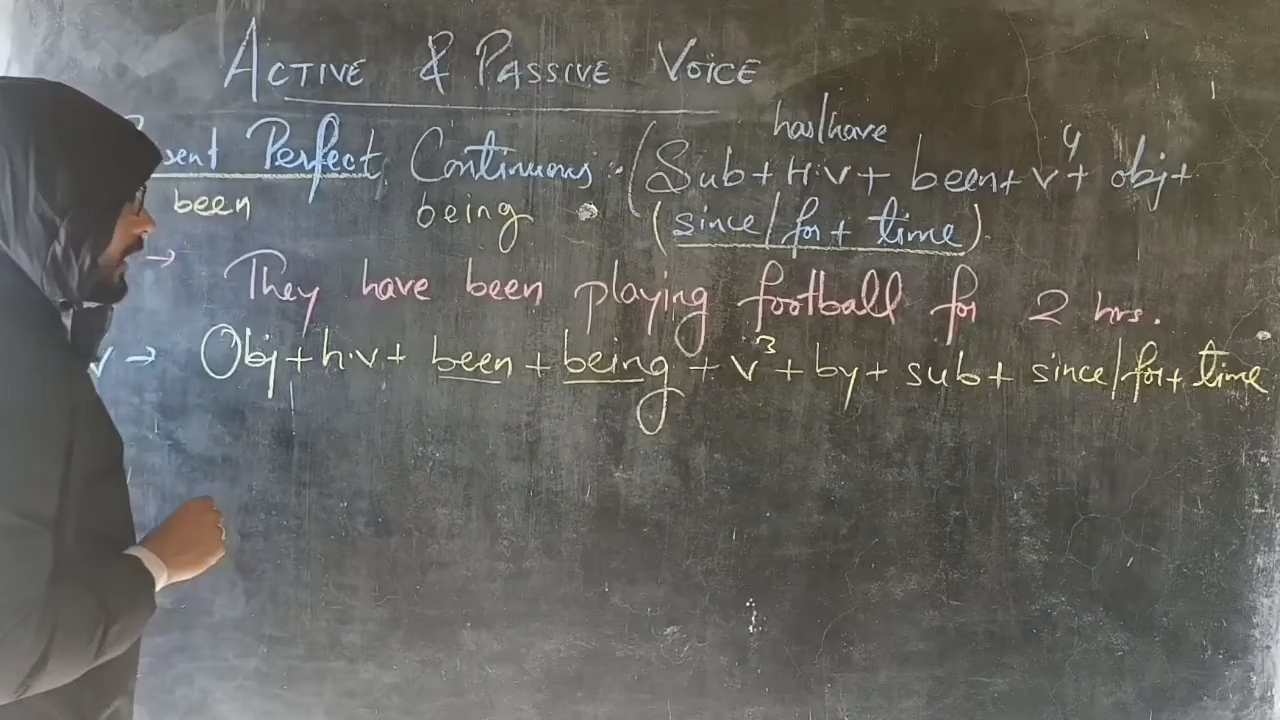 ACTIVE & PASSIVE VOICE
has/have
Perfect Continuous :- (Sub + H.V + been + V4 + obj +
been being (since/for + time).
→ They have been playing football for 2 hrs.
→ Obj + h.v + been + being + v3 + by + sub + since/for + time